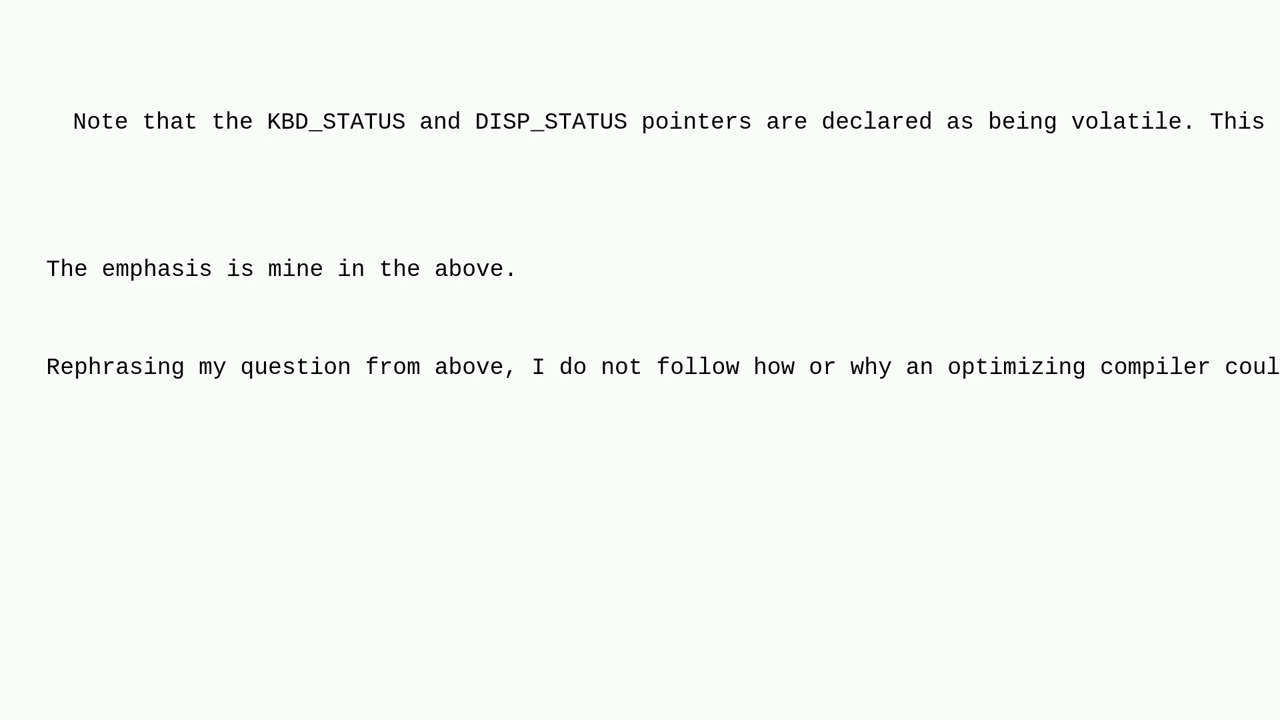 Note that the KBD_STATUS and DISP_STATUS pointers are declared as being volatile. This
The emphasis is mine in the above.
Rephrasing my question from above, I do not follow how or why an optimizing compiler coul